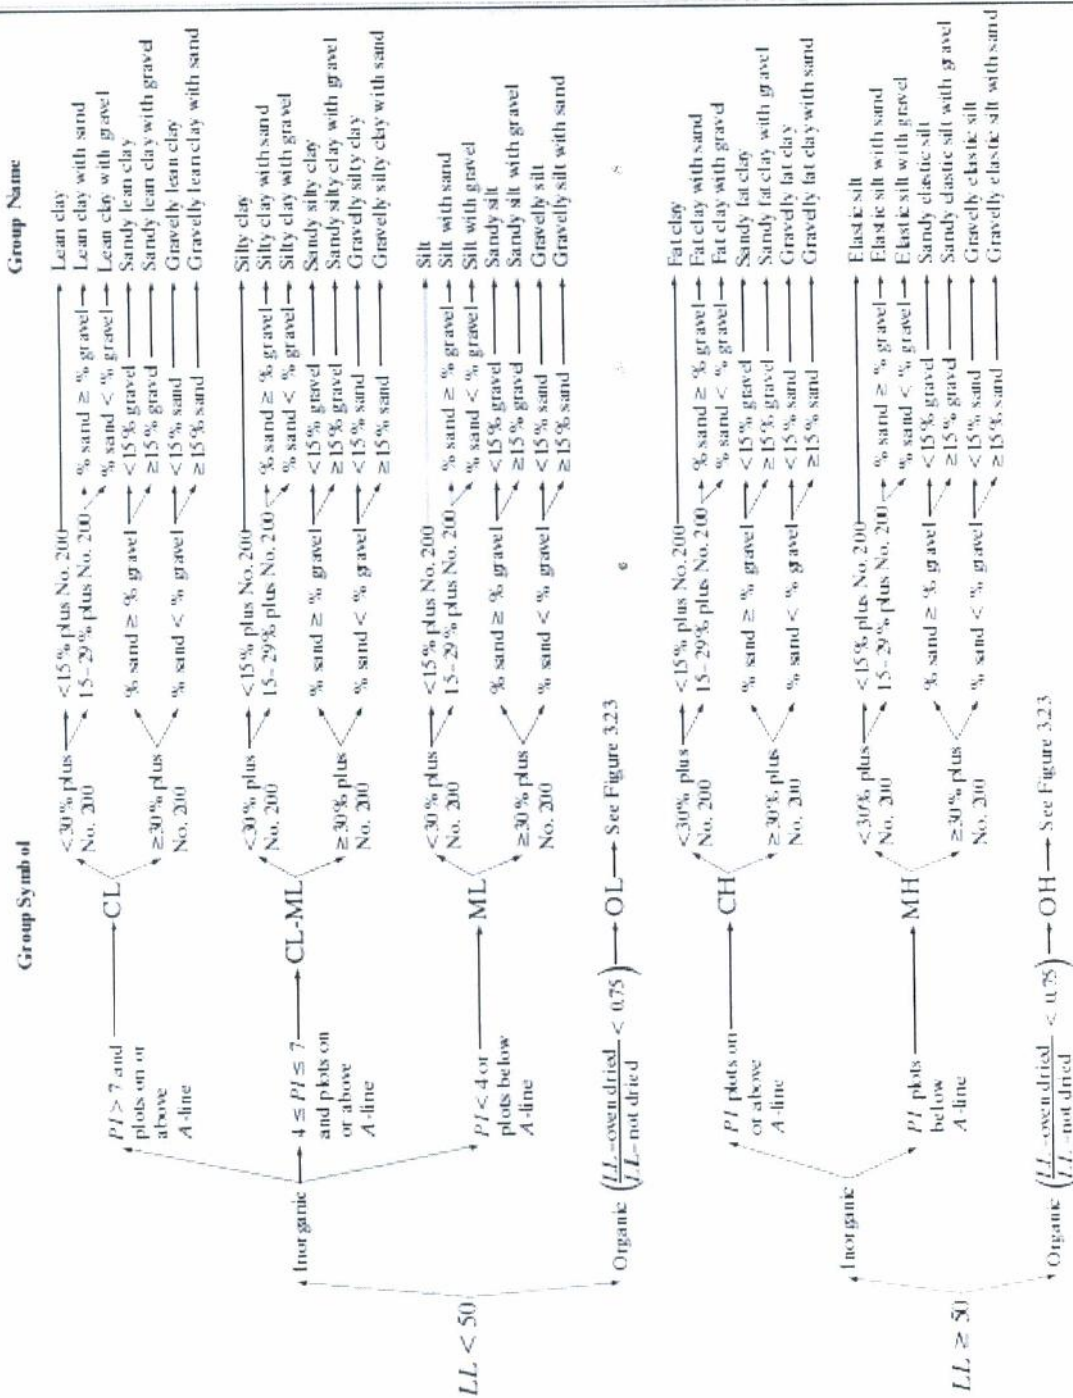 Group Symbol
Group Name
LL < 50
Inorganic
PI > 7 and
plots on or
above
A-line
CL
<30% plus
No. 200
<15% plus No. 200
Lean clay
15–29% plus No. 200
% sand ≥ % gravel
Lean clay with sand
% sand < % gravel
Lean clay with gravel
≥30% plus
No. 200
% sand ≥ % gravel
<15% gravel
Sandy lean clay
≥15% gravel
Sandy lean clay with gravel
% sand < % gravel
<15% sand
Gravelly lean clay
≥15% sand
Gravelly lean clay with sand
4 ≤ PI ≤ 7
and plots on
or above
A-line
CL-ML
<30% plus
No. 200
<15% plus No. 200
Silty clay
15–29% plus No. 200
% sand ≥ % gravel
Silty clay with sand
% sand < % gravel
Silty clay with gravel
≥30% plus
No. 200
% sand ≥ % gravel
<15% gravel
Sandy silty clay
≥15% gravel
Sandy silty clay with gravel
% sand < % gravel
<15% sand
Gravelly silty clay
≥15% sand
Gravelly silty clay with sand
PI < 4 or
plots below
A-line
ML
<30% plus
No. 200
<15% plus No. 200
Silt
15–29% plus No. 200
% sand ≥ % gravel
Silt with sand
% sand < % gravel
Silt with gravel
≥30% plus
No. 200
% sand ≥ % gravel
<15% gravel
Sandy silt
≥15% gravel
Sandy silt with gravel
% sand < % gravel
<15% sand
Gravelly silt
≥15% sand
Gravelly silt with sand
Organic (LL–oven dried / LL–not dried < 0.75)
OL
See Figure 3.23
LL ≥ 50
Inorganic
PI plots on
or above
A-line
CH
<30% plus
No. 200
<15% plus No. 200
Fat clay
15–29% plus No. 200
% sand ≥ % gravel
Fat clay with sand
% sand < % gravel
Fat clay with gravel
≥30% plus
No. 200
% sand ≥ % gravel
<15% gravel
Sandy fat clay
≥15% gravel
Sandy fat clay with gravel
% sand < % gravel
<15% sand
Gravelly fat clay
≥15% sand
Gravelly fat clay with sand
PI plots
below
A-line
MH
<30% plus
No. 200
<15% plus No. 200
Elastic silt
15–29% plus No. 200
% sand ≥ % gravel
Elastic silt with sand
% sand < % gravel
Elastic silt with gravel
≥30% plus
No. 200
% sand ≥ % gravel
<15% gravel
Sandy elastic silt
≥15% gravel
Sandy elastic silt with gravel
% sand < % gravel
<15% sand
Gravelly elastic silt
≥15% sand
Gravelly elastic silt with sand
Organic (LL–oven dried / LL–not dried < 0.75)
OH
See Figure 3.23